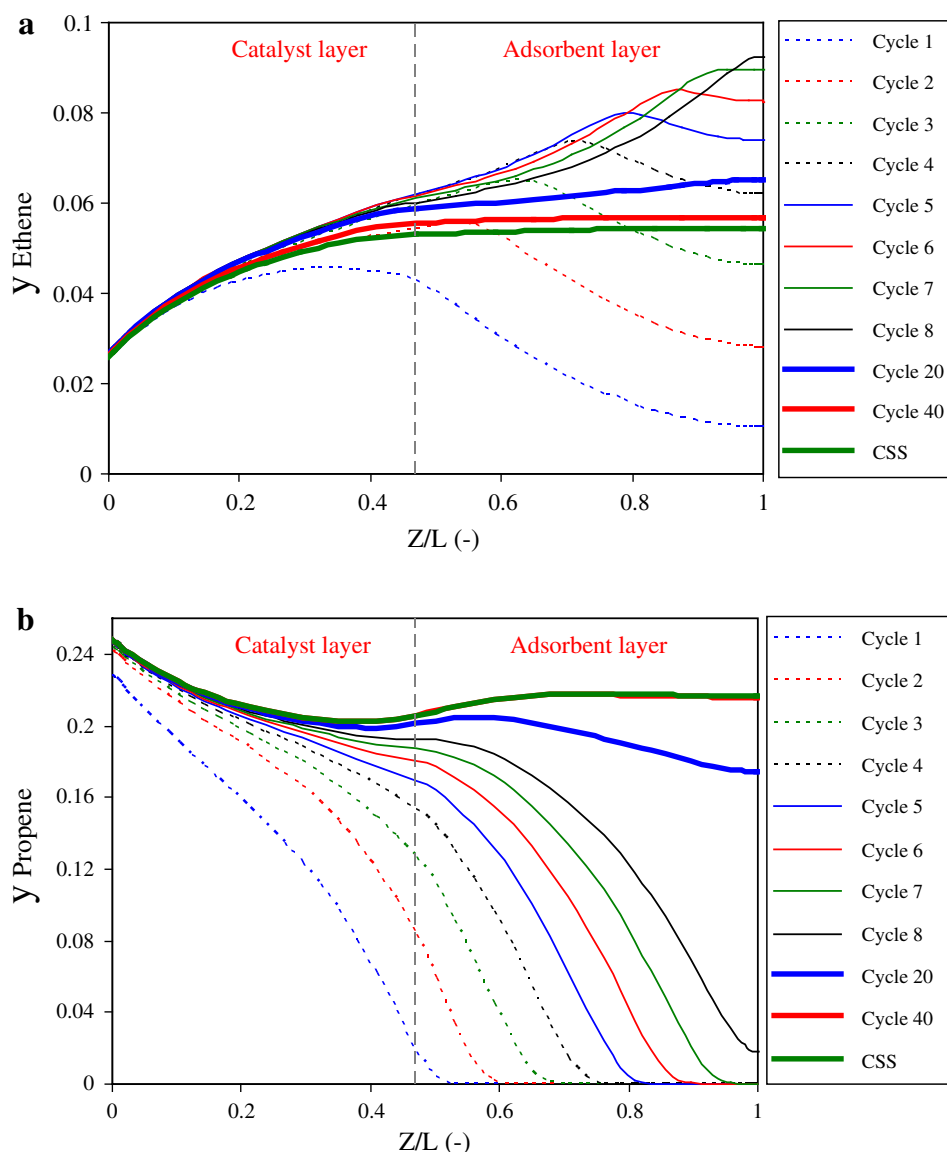 a
0.1
0.08
0.06
0.04
0.02
0
y Ethene
Catalyst layer
Adsorbent layer
0
0.2
0.4
0.6
0.8
1
Z/L (-)
Cycle 1
Cycle 2
Cycle 3
Cycle 4
Cycle 5
Cycle 6
Cycle 7
Cycle 8
Cycle 20
Cycle 40
CSS
b
0.24
0.2
0.16
0.12
0.08
0.04
0
y Propene
Catalyst layer
Adsorbent layer
0
0.2
0.4
0.6
0.8
1
Z/L (-)
Cycle 1
Cycle 2
Cycle 3
Cycle 4
Cycle 5
Cycle 6
Cycle 7
Cycle 8
Cycle 20
Cycle 40
CSS